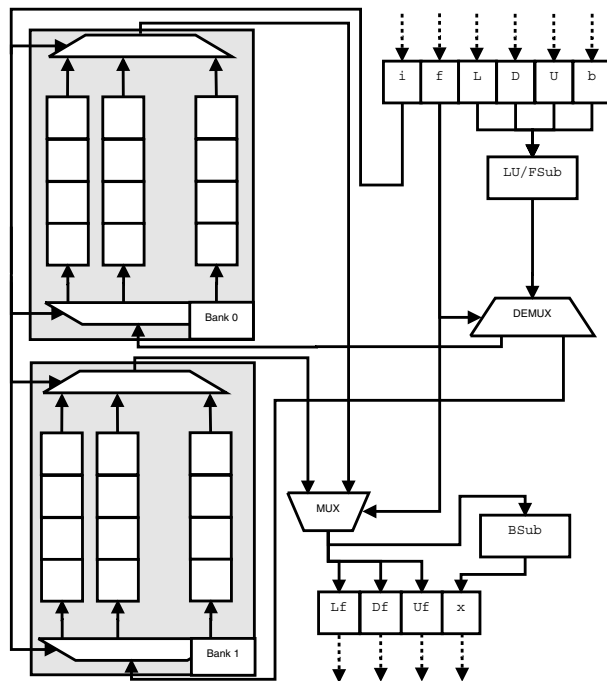 i f L D U b
LU/FSub
Bank 0
DEMUX
MUX
BSub
Lf Df Uf x
Bank 1